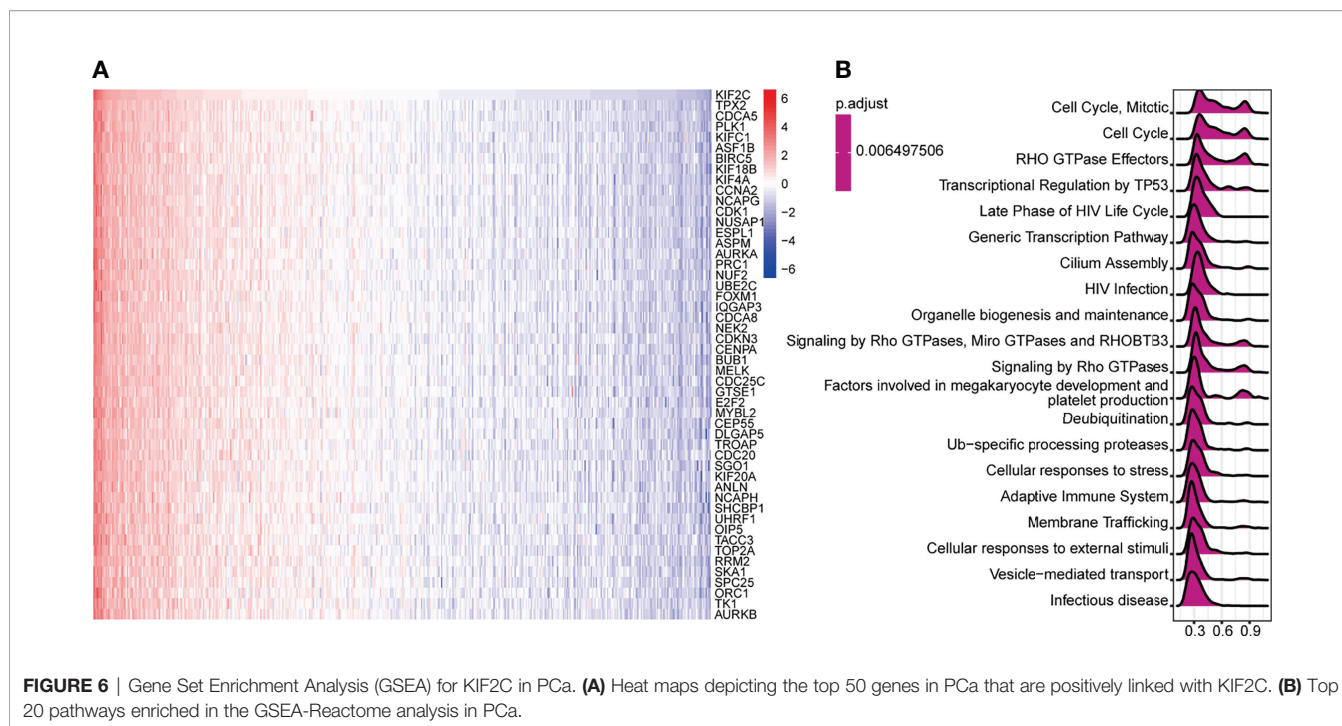 A
KIF2C
TPX2
CDCA5
PLK1
KIFC1
ASF1B
BIRC5
KIF18B
KIF4A
CCNA2
NCAPG
CDK1
NUSAP1
ESPL1
ASPM
AURKA
PRC1
NUF2
UBE2C
FOXM1
IQGAP3
CDCA8
NEK2
CDKN3
CENPA
BUB1
MELK
CDC25C
GTSE1
E2F2
MYBL2
CEP55
DLGAP5
TROAP
CDC20
SGO1
KIF20A
ANLN
NCAPH
SHCBP1
UHRF1
OIP5
TACC3
TOP2A
RRM2
SKA1
SPC25
ORC1
TK1
AURKB
6
4
2
0
−2
−4
−6
B
p.adjust
0.006497506
Cell Cycle, Mitctic
Cell Cycle
RHO GTPase Effectors
Transcriptional Regulation by TP53
Late Phase of HIV Life Cycle
Generic Transcription Pathway
Cilium Assembly
HIV Infection
Organelle biogenesis and maintenance
Signaling by Rho GTPases, Miro GTPases and RHOBTB3
Signaling by Rho GTPases
Factors involved in megakaryocyte development and
platelet production
Deubiquitination
Ub−specific processing proteases
Cellular responses to stress
Adaptive Immune System
Membrane Trafficking
Cellular responses to external stimuli
Vesicle−mediated transport
Infectious disease
0.3 0.6 0.9
FIGURE 6 | Gene Set Enrichment Analysis (GSEA) for KIF2C in PCa. (A) Heat maps depicting the top 50 genes in PCa that are positively linked with KIF2C. (B) Top
20 pathways enriched in the GSEA-Reactome analysis in PCa.